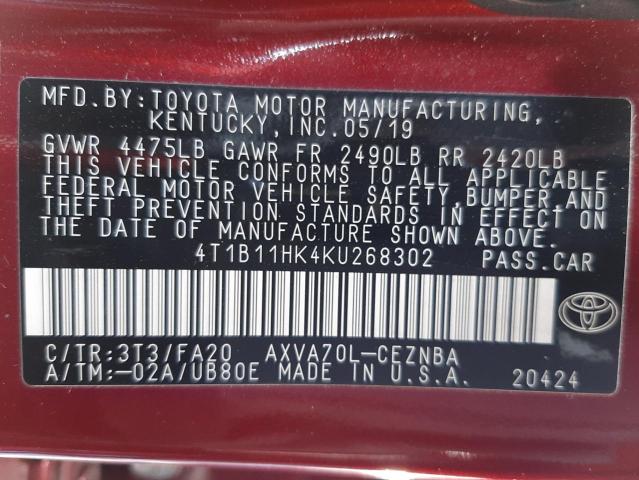 MFD. BY: TOYOTA MOTOR MANUFACTURING,
KENTUCKY, INC. 05/19
GVWR 4475LB GAWR FR 2490LB RR 2420LB
THIS VEHICLE CONFORMS TO ALL APPLICABLE
FEDERAL MOTOR VEHICLE SAFETY, BUMPER, AND
THEFT PREVENTION STANDARDS IN EFFECT ON
THE DATE OF MANUFACTURE SHOWN ABOVE.
4T1B11HK4KU268302 PASS. CAR
C/TR: 3T3/FA20 AXVA70L-CEZNBA
A/TM: -02A/UB80E MADE IN U.S.A. 20424